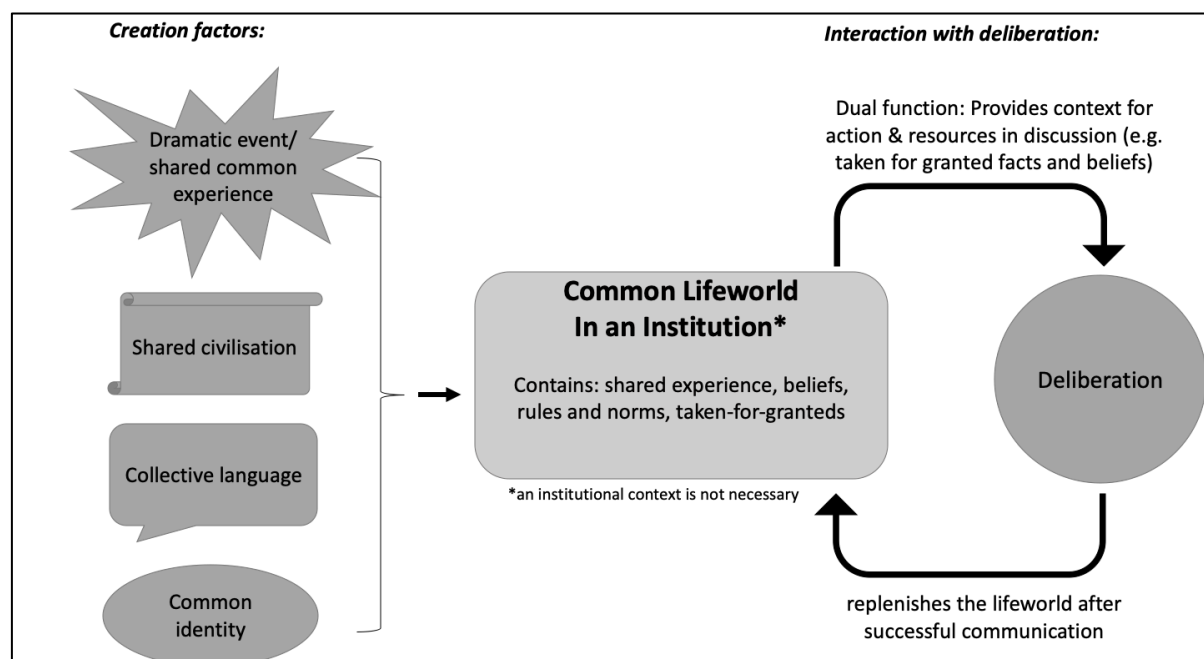 Creation factors:
Dramatic event/
shared common
experience
Shared civilisation
Collective language
Common
identity
Common Lifeworld
In an Institution*
Contains: shared experience, beliefs,
rules and norms, taken-for-granteds
*an institutional context is not necessary
Interaction with deliberation:
Dual function: Provides context for
action & resources in discussion (e.g.
taken for granted facts and beliefs)
Deliberation
replenishes the lifeworld after
successful communication